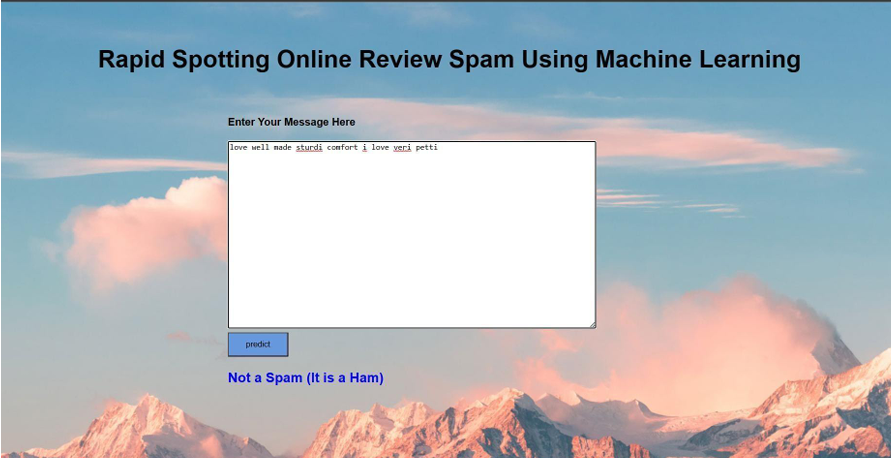 Rapid Spotting Online Review Spam Using Machine Learning
Enter Your Message Here
love well made sturdi comfort i love veri petti
predict
Not a Spam (It is a Ham)